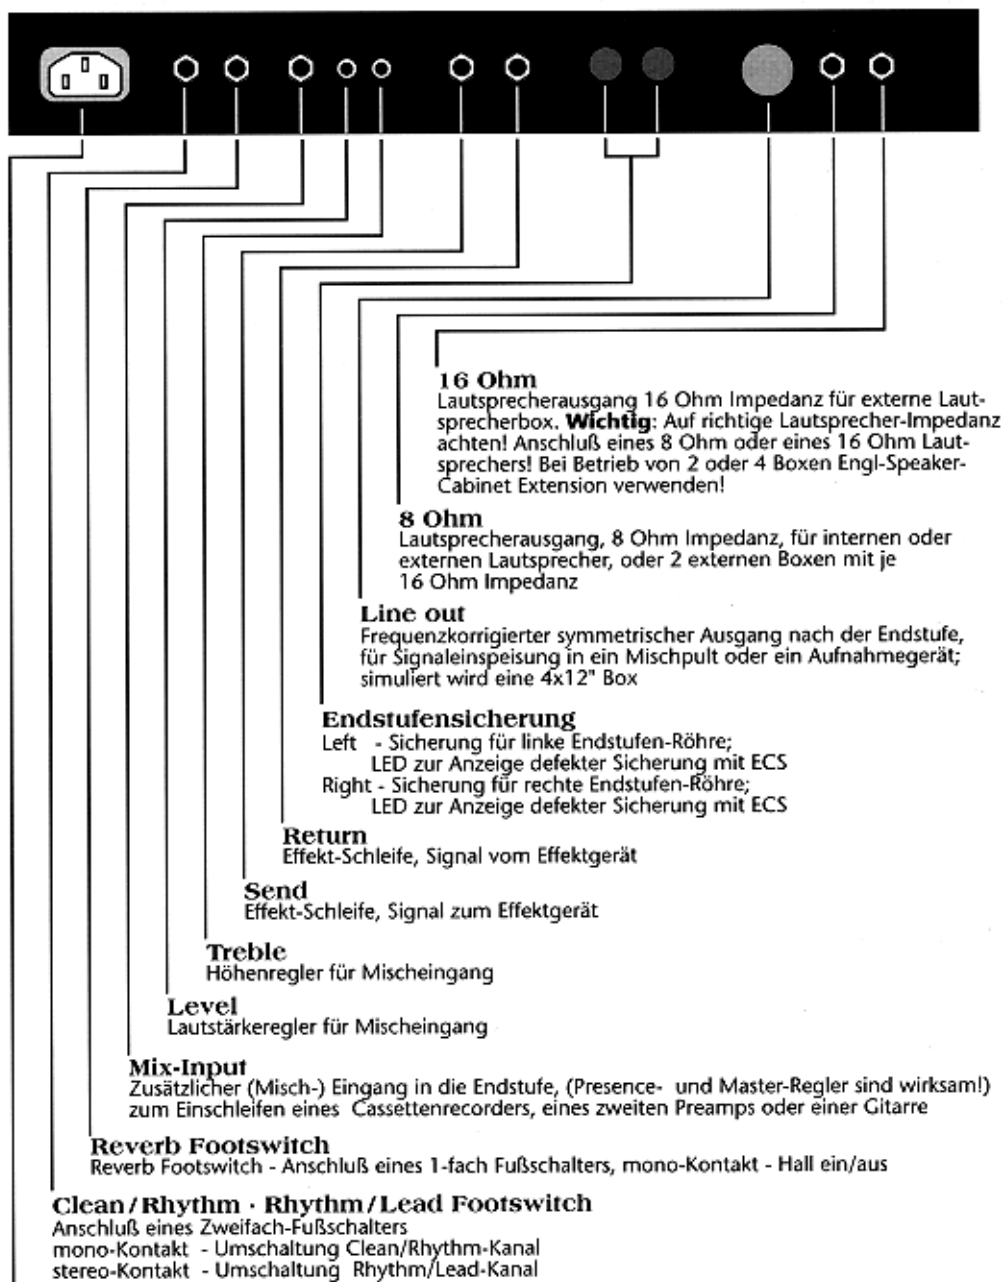 16 Ohm
Lautsprecherausgang 16 Ohm Impedanz für externe Laut-
sprecherbox. Wichtig: Auf richtige Lautsprecher-Impedanz
achten! Anschluß eines 8 Ohm oder eines 16 Ohm Laut-
sprechers! Bei Betrieb von 2 oder 4 Boxen Engl-Speaker-
Cabinet Extension verwenden!
8 Ohm
Lautsprecherausgang, 8 Ohm Impedanz, für internen oder
externen Lautsprecher, oder 2 externen Boxen mit je
16 Ohm Impedanz
Line out
Frequenzkorrigierter symmetrischer Ausgang nach der Endstufe,
für Signaleinspeisung in ein Mischpult oder ein Aufnahmegerät;
simuliert wird eine 4x12" Box
Endstufensicherung
Left - Sicherung für linke Endstufen-Röhre;
LED zur Anzeige defekter Sicherung mit ECS
Right - Sicherung für rechte Endstufen-Röhre;
LED zur Anzeige defekter Sicherung mit ECS
Return
Effekt-Schleife, Signal vom Effektgerät
Send
Effekt-Schleife, Signal zum Effektgerät
Treble
Höhenregler für Mischeingang
Level
Lautstärkeregler für Mischeingang
Mix-Input
Zusätzlicher (Misch-) Eingang in die Endstufe, (Presence- und Master-Regler sind wirksam!)
zum Einschleifen eines Cassettenrecorders, eines zweiten Preamps oder einer Gitarre
Reverb Footswitch
Reverb Footswitch - Anschluß eines 1-fach Fußschalters, mono-Kontakt - Hall ein/aus
Clean/Rhythm · Rhythm/Lead Footswitch
Anschluß eines Zweifach-Fußschalters
mono-Kontakt - Umschaltung Clean/Rhythm-Kanal
stereo-Kontakt - Umschaltung Rhythm/Lead-Kanal